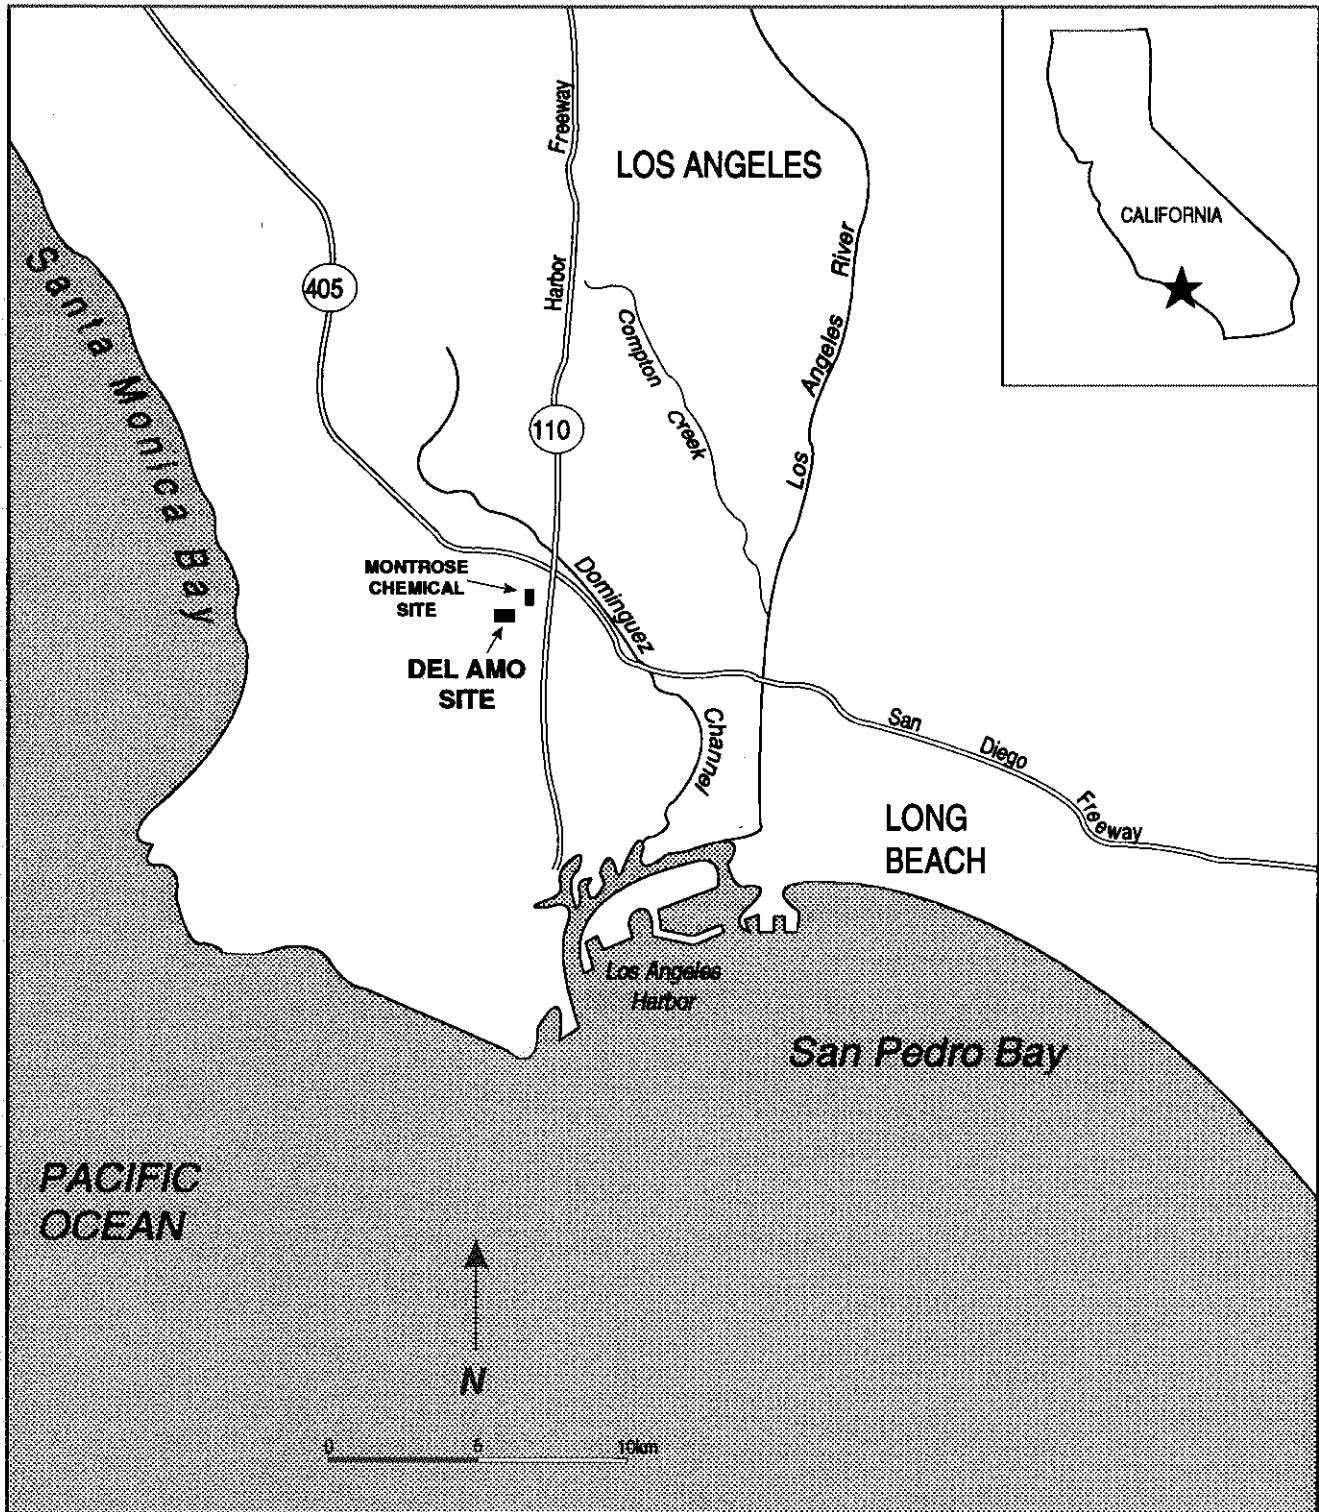 Freeway
Harbor
LOS ANGELES
CALIFORNIA
Santa Monica Bay
405
110
Compton
Creek
Los Angeles River
MONTROSE
CHEMICAL
SITE
DEL AMO
SITE
Dominguez
Channel
San Diego Freeway
LONG
BEACH
Los Angeles
Harbor
San Pedro Bay
PACIFIC
OCEAN
N
0 5 10km